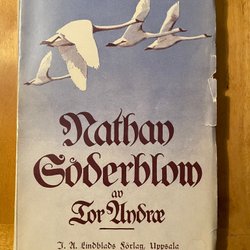 Nathan
Söderblom
av
Tor Andræ
J. A. Lindblads Förlag, Uppsala